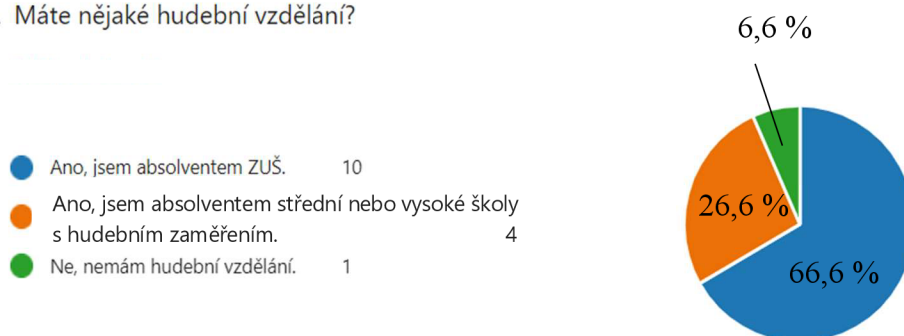 Máte nějaké hudební vzdělání?
6,6 %
Ano, jsem absolventem ZUŠ. 10
Ano, jsem absolventem střední nebo vysoké školy
s hudebním zaměřením. 4
Ne, nemám hudební vzdělání. 1
26,6 %
66,6 %